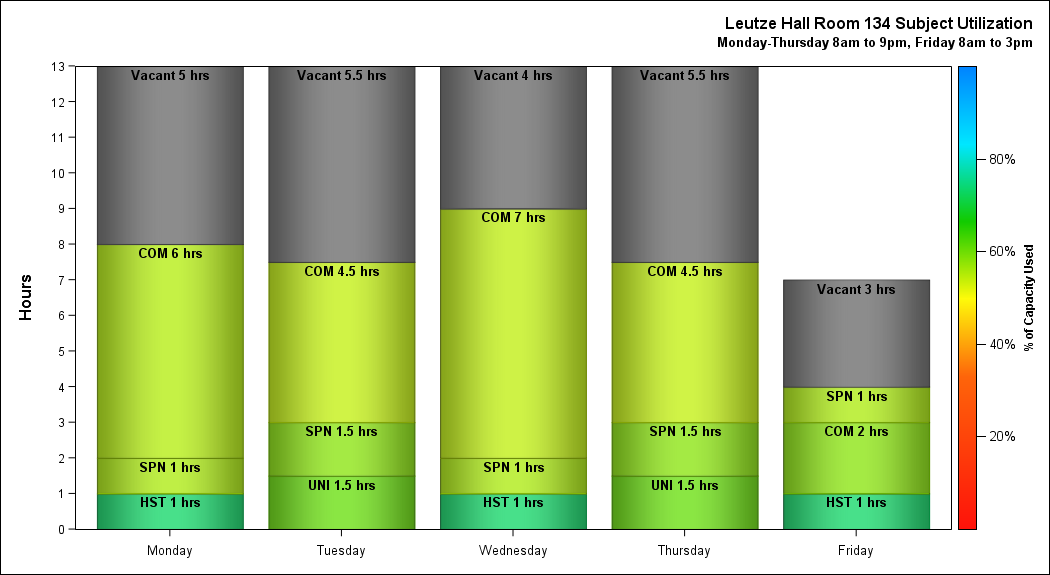 Leutze Hall Room 134 Subject Utilization
Monday-Thursday 8am to 9pm, Friday 8am to 3pm
Hours
13
12
11
10
9
8
7
6
5
4
3
2
1
0
Vacant 5 hrs
COM 6 hrs
SPN 1 hrs
HST 1 hrs
Vacant 5.5 hrs
COM 4.5 hrs
SPN 1.5 hrs
UNI 1.5 hrs
Vacant 4 hrs
COM 7 hrs
SPN 1 hrs
HST 1 hrs
Vacant 5.5 hrs
COM 4.5 hrs
SPN 1.5 hrs
UNI 1.5 hrs
Vacant 3 hrs
SPN 1 hrs
COM 2 hrs
HST 1 hrs
Monday Tuesday Wednesday Thursday Friday
80%
60%
40%
20%
% of Capacity Used